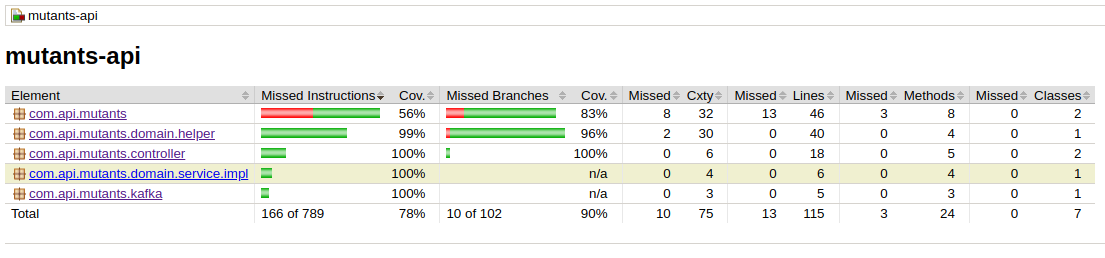 mutants-api
mutants-api
Element Missed Instructions Cov. Missed Branches Cov. Missed Cxty Missed Lines Missed Methods Missed Classes
com.api.mutants 56% 83% 8 32 13 46 3 8 0 2
com.api.mutants.domain.helper 99% 96% 2 30 0 40 0 4 0 1
com.api.mutants.controller 100% 100% 0 6 0 18 0 5 0 2
com.api.mutants.domain.service.impl 100% n/a 0 4 0 6 0 4 0 1
com.api.mutants.kafka 100% n/a 0 3 0 5 0 3 0 1
Total 166 of 789 78% 10 of 102 90% 10 75 13 115 3 24 0 7